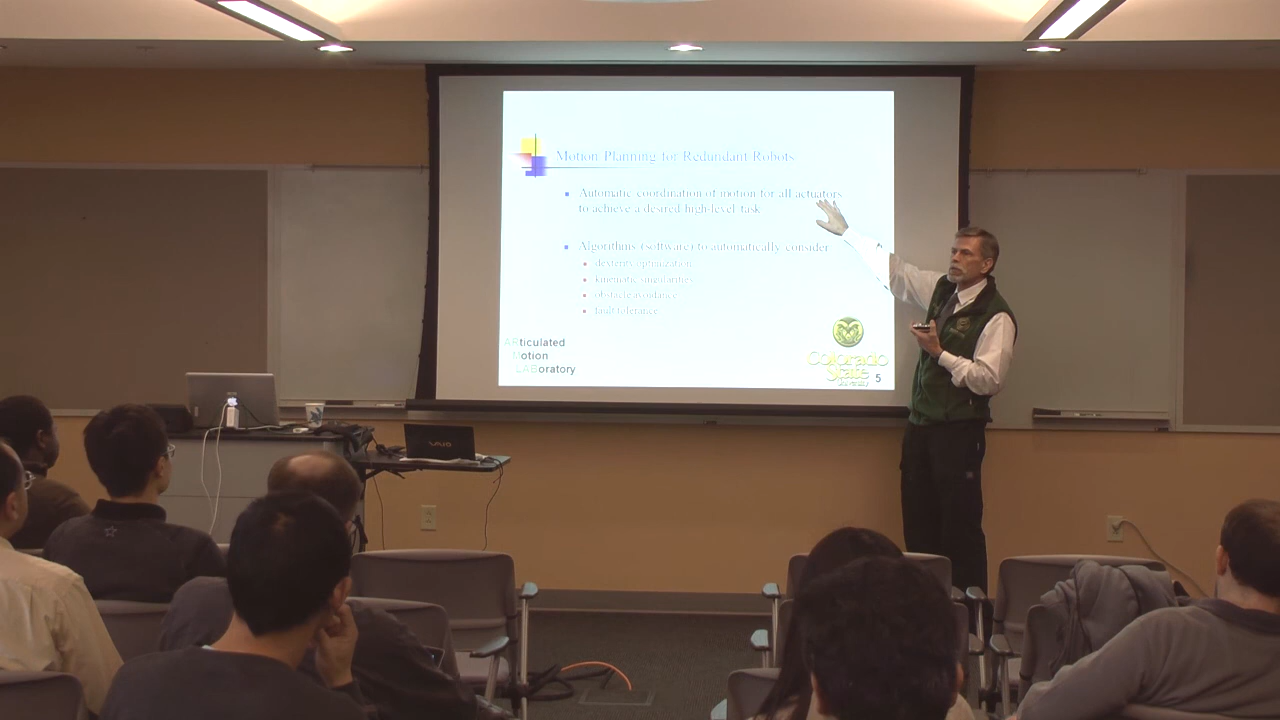 Motion Planning for Redundant Robots
Automatic coordination of motion for all actuators
to achieve a desired high-level task
Algorithms (software) to automatically consider
dexterity optimization
kinematic singularities
obstacle avoidance
fault tolerance
ARticulated
Motion
LABoratory
Colorado
State
University
5
VAIO